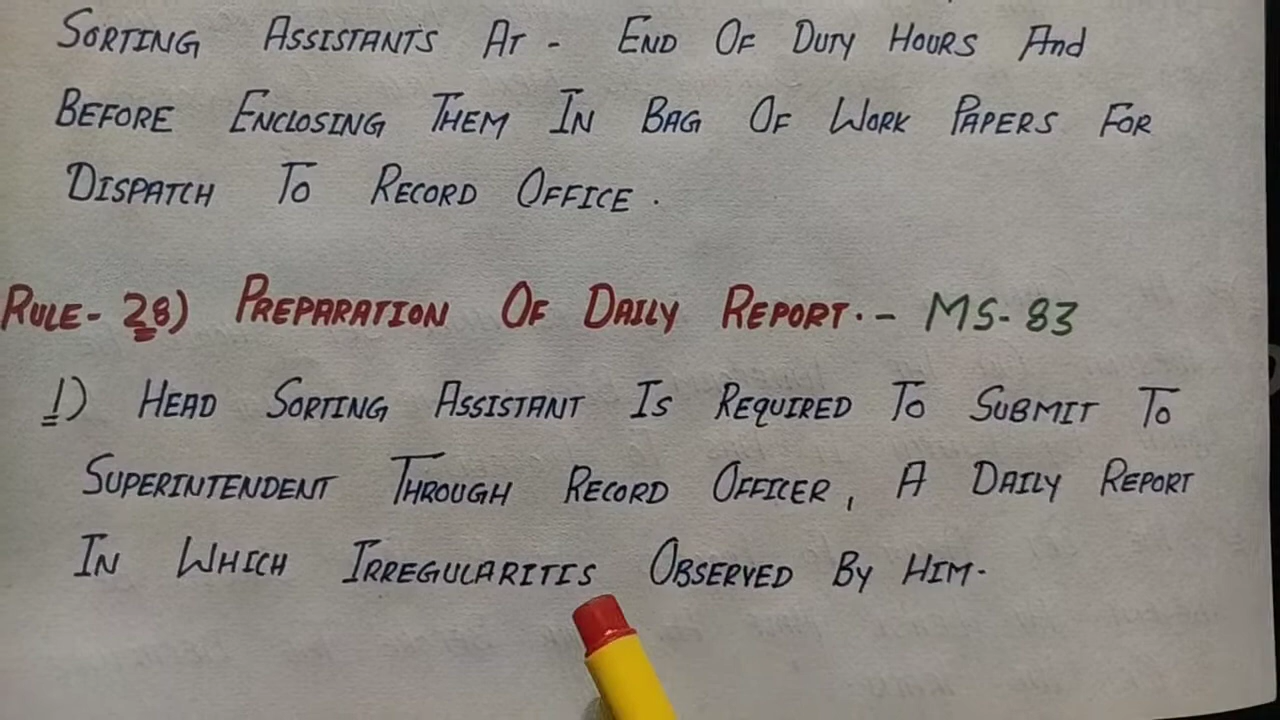 SORTING ASSISTANTS AT - END OF DUTY HOURS And
BEFORE ENCLOSING THEM IN BAG OF WORK PAPERS FOR
DISPATCH TO RECORD OFFICE.
RULE- 28) PREPARATION OF DAILY REPORT.- MS-83
1) HEAD SORTING ASSISTANT IS REQUIRED TO SUBMIT TO
SUPERINTENDENT THROUGH RECORD OFFICER, A DAILY REPORT
IN WHICH IRREGULARITIS OBSERVED BY HIM.